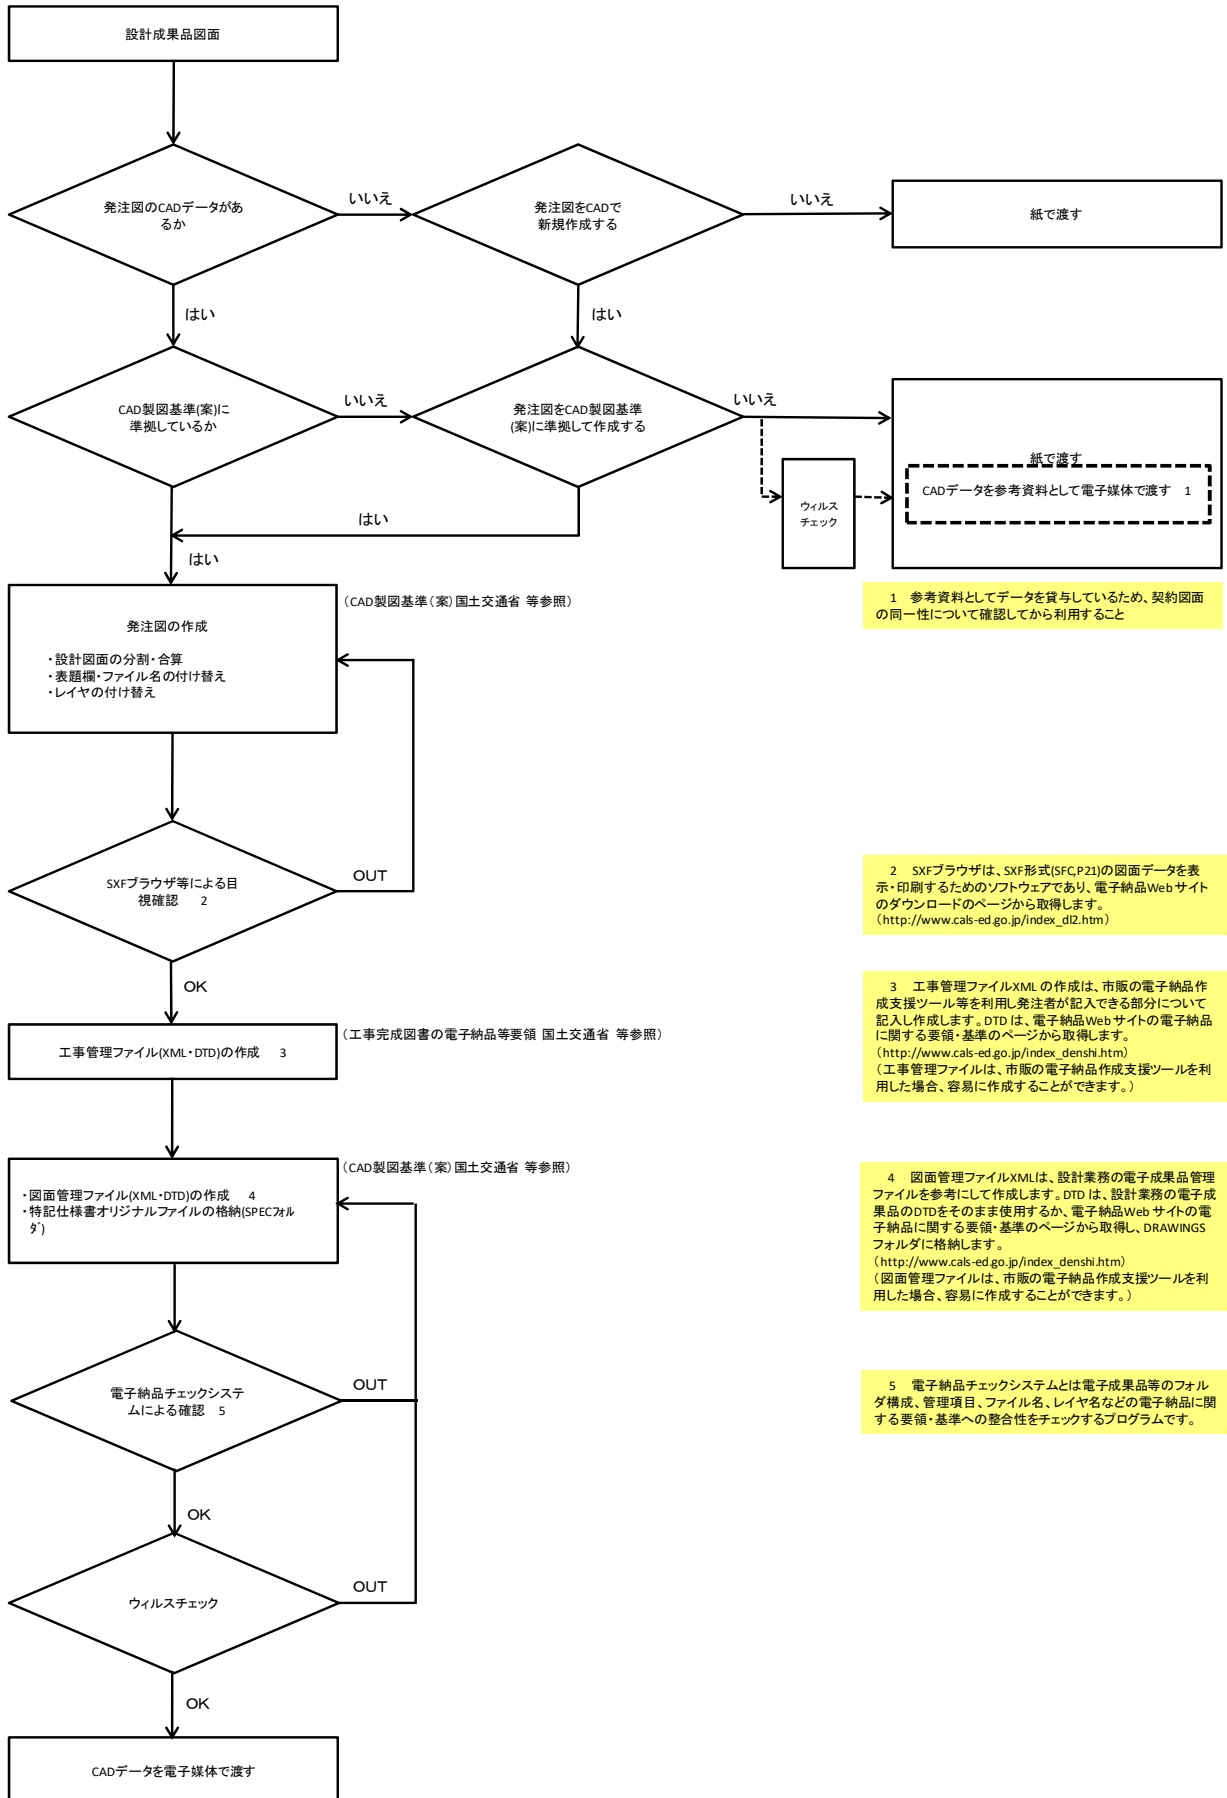 設計成果品図面
発注図のCADデータがあ
るか
いいえ
発注図をCADで
新規作成する
いいえ
紙で渡す
はい
はい
CAD製図基準(案)に
準拠しているか
いいえ
発注図をCAD製図基準
(案)に準拠して作成する
いいえ
紙で渡す
CADデータを参考資料として電子媒体で渡す 1
ウィルス
チェック
はい
はい
発注図の作成
・設計図面の分割・合算
・表題欄・ファイル名の付け替え
・レイヤの付け替え
(CAD製図基準(案)国土交通省 等参照)
1 参考資料としてデータを貸与しているため、契約図面
の同一性について確認してから利用すること
SXFブラウザ等による目
視確認 2
OUT
2 SXFブラウザは、SXF形式(SFC,P21)の図面データを表
示・印刷するためのソフトウェアであり、電子納品Web サイト
のダウンロードのページから取得します。
(http://www.cals-ed.go.jp/index_dl2.htm)
OK
工事管理ファイル(XML・DTD)の作成 3
(工事完成図書の電子納品等要領 国土交通省 等参照)
3 工事管理ファイルXML の作成は、市販の電子納品作
成支援ツール等を利用し発注者が記入できる部分について
記入し作成します。DTD は、電子納品Web サイトの電子納品
に関する要領・基準のページから取得します。
(http://www.cals-ed.go.jp/index_denshi.htm)
(工事管理ファイルは、市販の電子納品作成支援ツールを利
用した場合、容易に作成することができます。)
・図面管理ファイル(XML・DTD)の作成 4
・特記仕様書オリジナルファイルの格納(SPECﾌｫﾙ
ﾀﾞ)
(CAD製図基準(案)国土交通省 等参照)
4 図面管理ファイルXMLは、設計業務の電子成果品管理
ファイルを参考にして作成します。DTD は、設計業務の電子成
果品のDTDをそのまま使用するか、電子納品Web サイトの電
子納品に関する要領・基準のページから取得し、DRAWINGS
フォルダに格納します。
(http://www.cals-ed.go.jp/index_denshi.htm)
(図面管理ファイルは、市販の電子納品作成支援ツールを利
用した場合、容易に作成することができます。)
電子納品チェックシステ
ムによる確認 5
OUT
5 電子納品チェックシステムとは電子成果品等のフォル
ダ構成、管理項目、ファイル名、レイヤ名などの電子納品に関
する要領・基準への整合性をチェックするプログラムです。
OK
ウィルスチェック
OUT
OK
CADデータを電子媒体で渡す